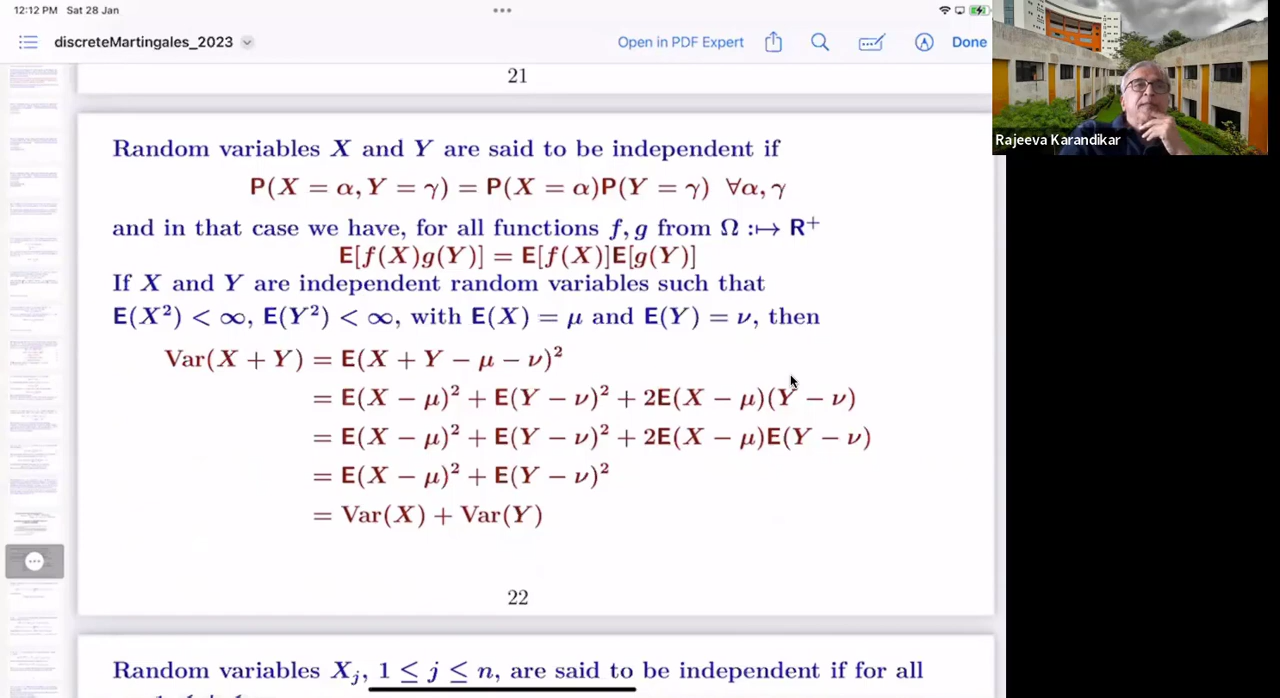 12:12 PM Sat 28 Jan
discreteMartingales_2023
Open in PDF Expert
Done
21
Random variables X and Y are said to be independent if
P(X = α, Y = γ) = P(X = α)P(Y = γ) ∀α, γ
and in that case we have, for all functions f, g from Ω :↦ R⁺
E[f(X)g(Y)] = E[f(X)]E[g(Y)]
If X and Y are independent random variables such that
E(X²) < ∞, E(Y²) < ∞, with E(X) = μ and E(Y) = ν, then
Var(X + Y) = E(X + Y − μ − ν)²
= E(X − μ)² + E(Y − ν)² + 2E(X − μ)(Y − ν)
= E(X − μ)² + E(Y − ν)² + 2E(X − μ)E(Y − ν)
= E(X − μ)² + E(Y − ν)²
= Var(X) + Var(Y)
22
Random variables Xⱼ, 1 ≤ j ≤ n, are said to be independent if for all
Rajeeva Karandikar